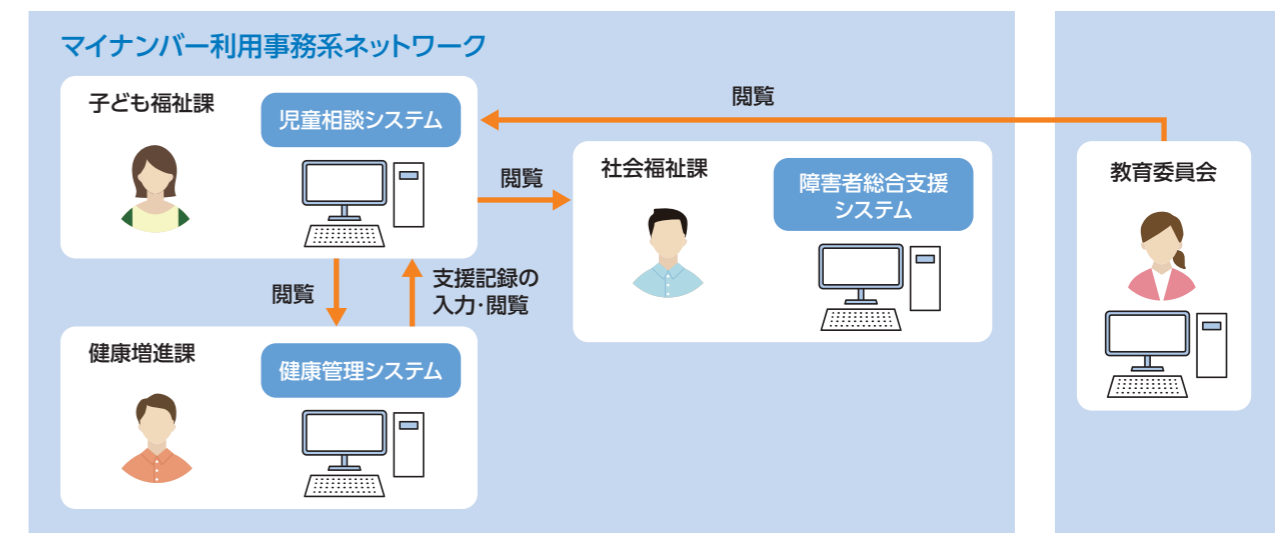 マイナンバー利用事務系ネットワーク
子ども福祉課
児童相談システム
閲覧
閲覧
社会福祉課
障害者総合支援
システム
教育委員会
閲覧
支援記録の
入力・閲覧
健康増進課
健康管理システム